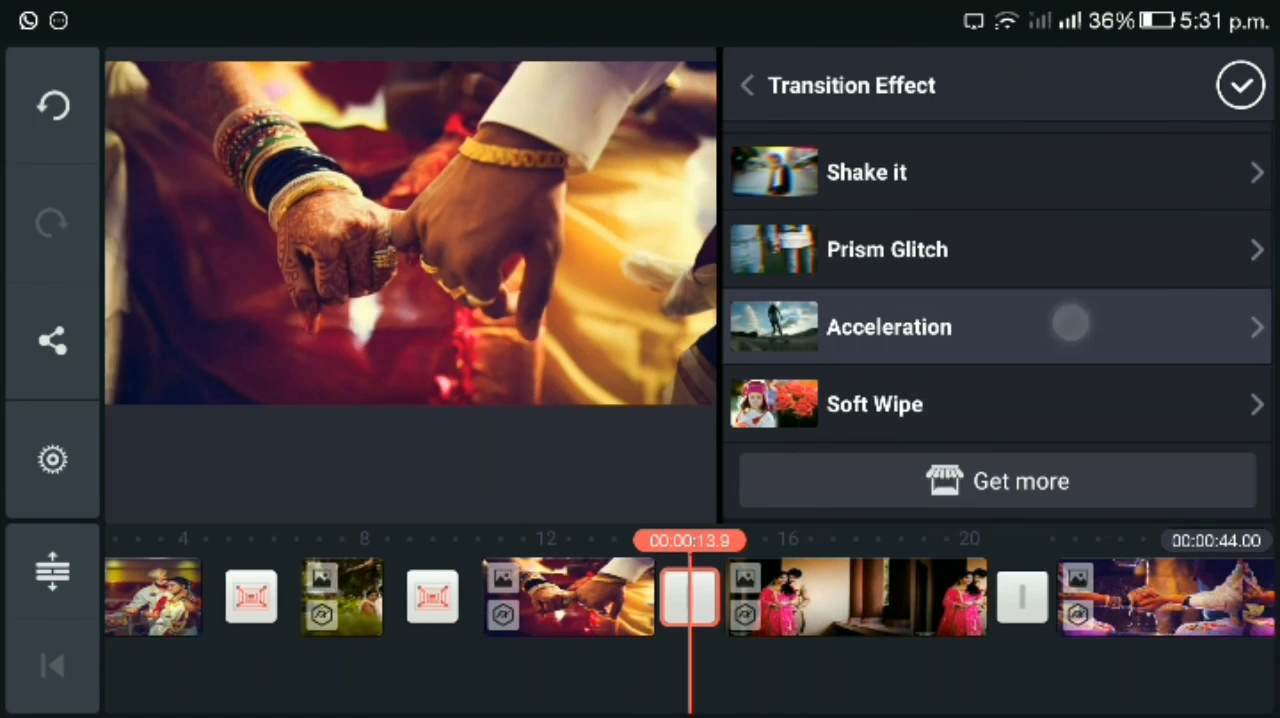 36% 5:31 p.m.
Transition Effect
Shake it
Prism Glitch
Acceleration
Soft Wipe
Get more
4 8 12 00:00:13.9 16 20 00:00:44.00